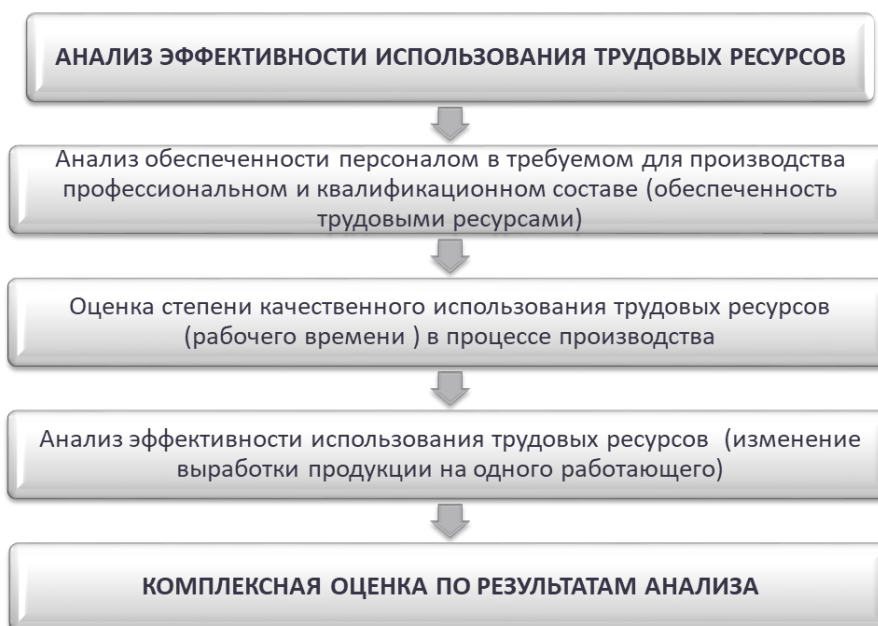 АНАЛИЗ ЭФФЕКТИВНОСТИ ИСПОЛЬЗОВАНИЯ ТРУДОВЫХ РЕСУРСОВ
Анализ обеспеченности персоналом в требуемом для производства
профессиональном и квалификационном составе (обеспеченность
трудовыми ресурсами)
Оценка степени качественного использования трудовых ресурсов
(рабочего времени ) в процессе производства
Анализ эффективности использования трудовых ресурсов (изменение
выработки продукции на одного работающего)
КОМПЛЕКСНАЯ ОЦЕНКА ПО РЕЗУЛЬТАТАМ АНАЛИЗА